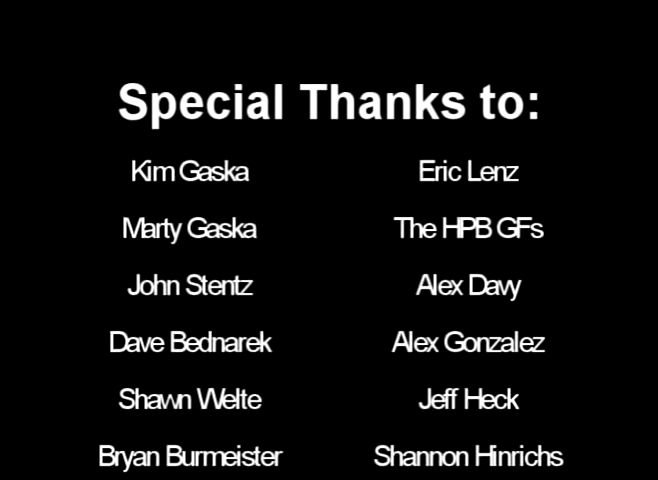 Special Thanks to:
Kim Gaska Eric Lenz
Marty Gaska The HPB GFs
John Stentz Alex Davy
Dave Bednarek Alex Gonzalez
Shawn Welte Jeff Heck
Bryan Burmeister Shannon Hinrichs